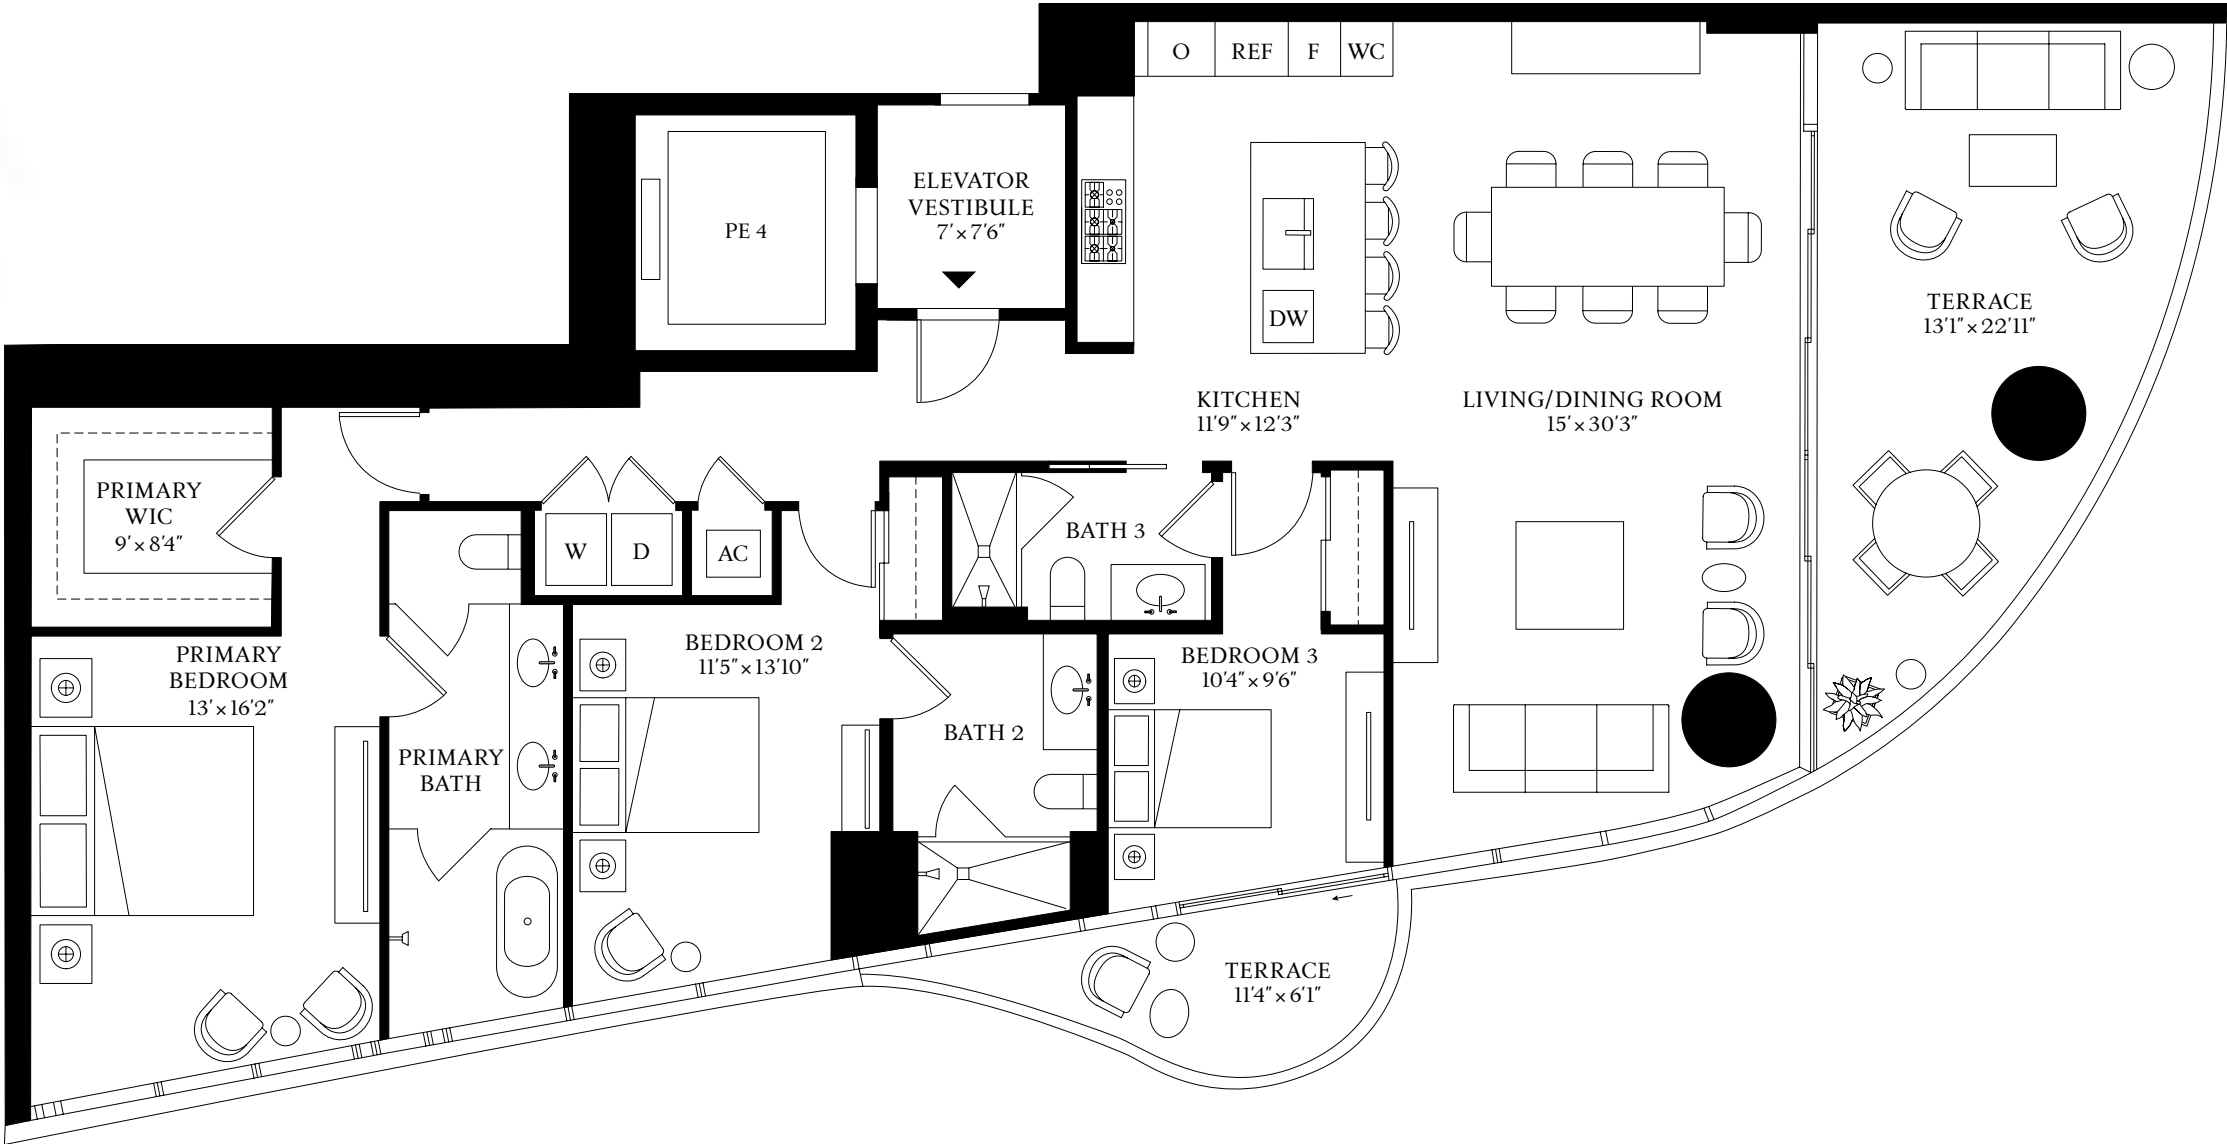 O
REF
F
WC
ELEVATOR
VESTIBULE
7'×7'6"
PE 4
DW
TERRACE
13'1"×22'11"
KITCHEN
11'9"×12'3"
LIVING/DINING ROOM
15'×30'3"
PRIMARY
WIC
9'×8'4"
W
D
AC
BATH 3
PRIMARY
BEDROOM
13'×16'2"
BEDROOM 2
11'5"×13'10"
BEDROOM 3
10'4"×9'6"
BATH 2
PRIMARY
BATH
TERRACE
11'4"×6'1"